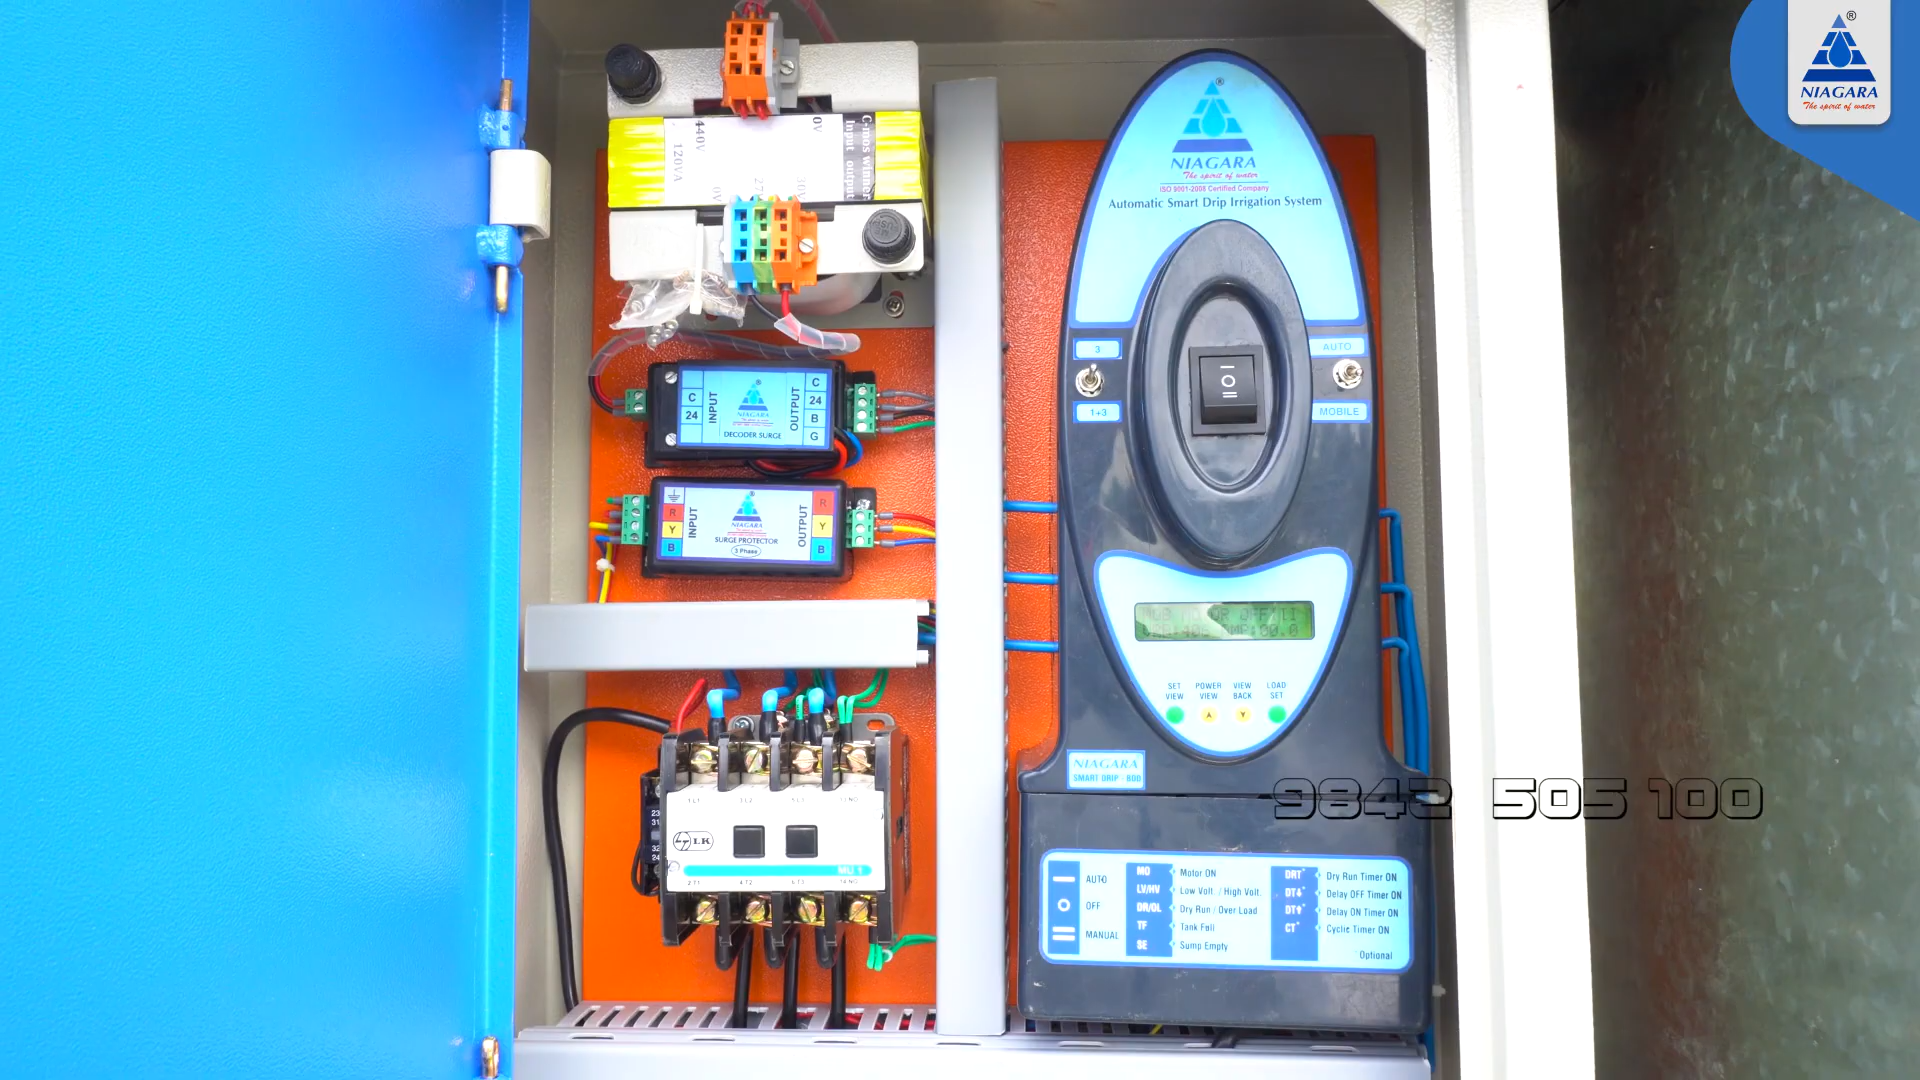 ®
NIAGARA
The spirit of water
C-mos Winner
input output
0V
440V
120VA
®
NIAGARA
The spirit of water
ISO 9001-2008 Certified Company
Automatic Smart Drip Irrigation System
3
1+3
AUTO
MOBILE
C
24
INPUT
NIAGARA
DECODER SURGE
OUTPUT
C
24
B
G
R
Y
B
INPUT
®
NIAGARA
SURGE PROTECTOR
3 Phase
OUTPUT
R
Y
B
SET VIEW
POWER VIEW
VIEW BACK
LOAD SET
NIAGARA
SMART DRIP - 800
9842 505 100
LK
MU 1
AUTO
OFF
MANUAL
MO Motor ON
LV/HV Low Volt. / High Volt.
DR/OL Dry Run / Over Load
TF Tank Full
SE Sump Empty
DRT* Dry Run Timer ON
DT↓* Delay OFF Timer ON
DT↑* Delay ON Timer ON
CT* Cyclic Timer ON
Optional